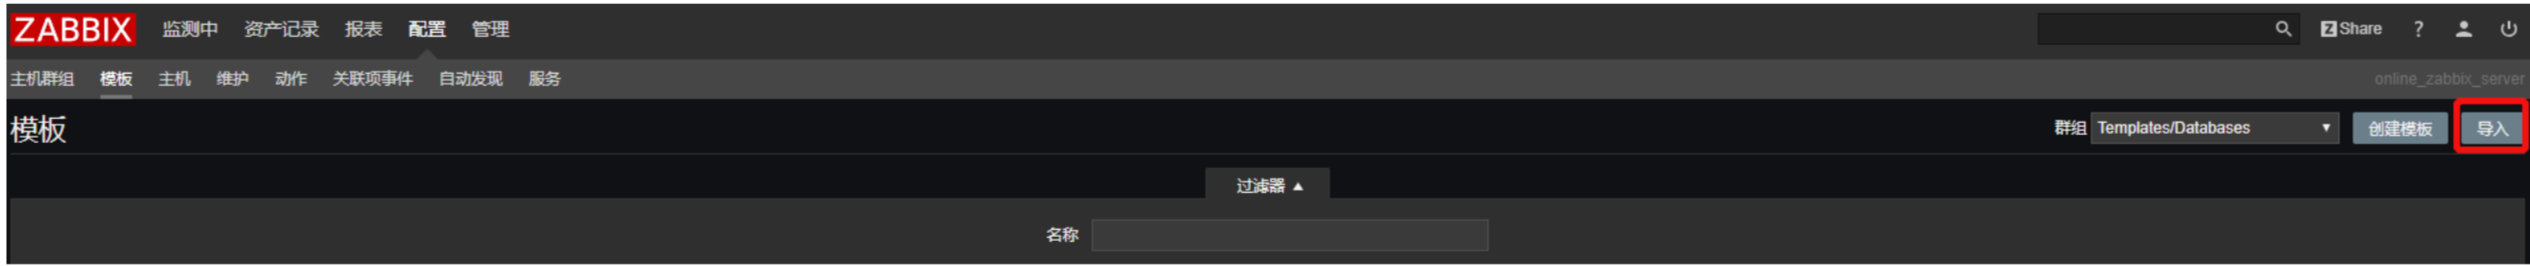 ZABBIX 监测中 资产记录 报表 配置 管理 Z Share ?
主机群组 模板 主机 维护 动作 关联项事件 自动发现 服务 online_zabbix_server
模板 群组 Templates/Databases 创建模板 导入
过滤器
名称